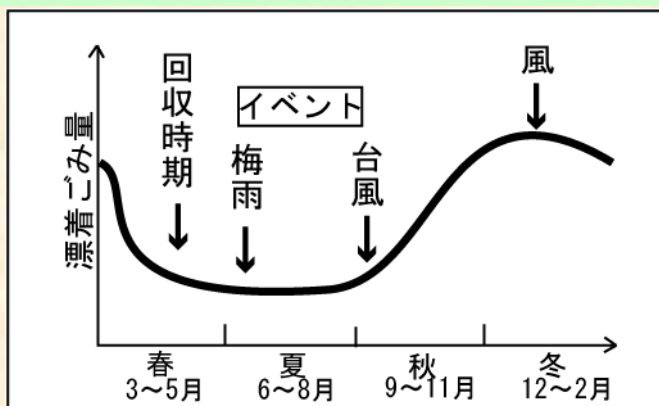 漂着ごみ量
回収時期
イベント
梅雨
台風
風
春
3～5月
夏
6～8月
秋
9～11月
冬
12～2月